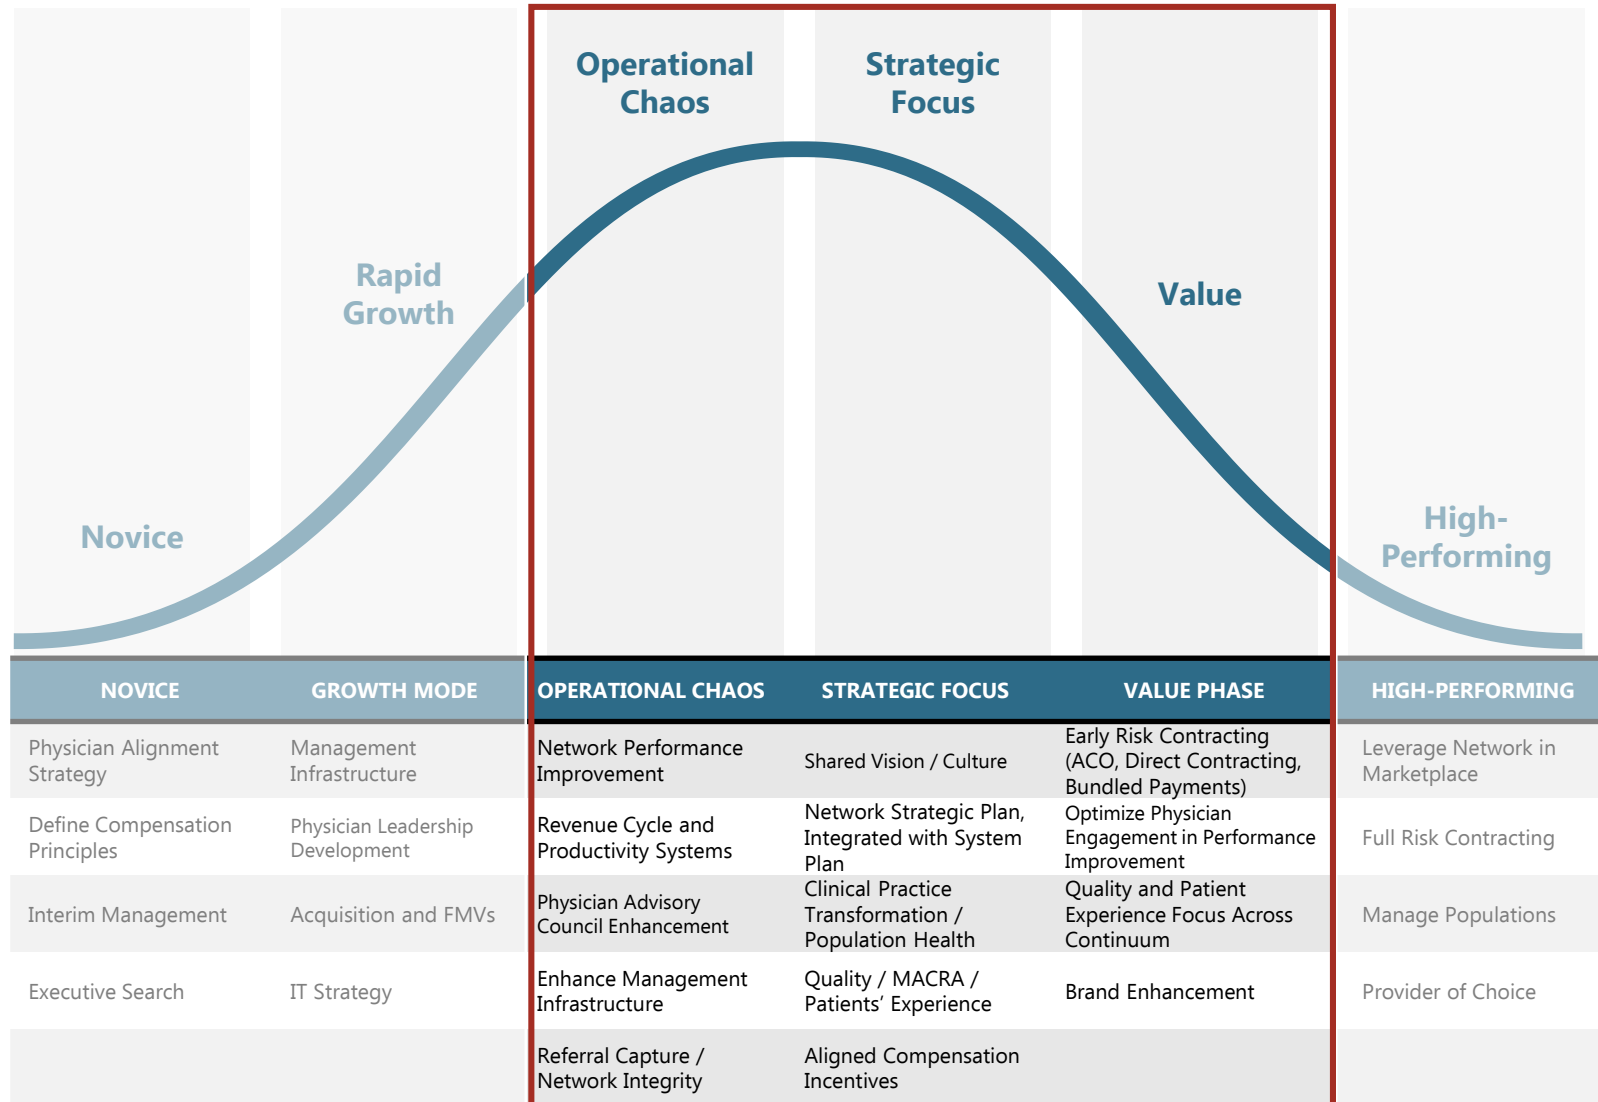 Operational
Chaos
Strategic
Focus
Rapid
Growth
Value
Novice
High-
Performing
NOVICE
GROWTH MODE
OPERATIONAL CHAOS
STRATEGIC FOCUS
VALUE PHASE
HIGH-PERFORMING
Physician Alignment
Strategy
Management
Infrastructure
Network Performance
Improvement
Shared Vision / Culture
Early Risk Contracting
(ACO, Direct Contracting,
Bundled Payments)
Leverage Network in
Marketplace
Define Compensation
Principles
Physician Leadership
Development
Revenue Cycle and
Productivity Systems
Network Strategic Plan,
Integrated with System
Plan
Optimize Physician
Engagement in Performance
Improvement
Full Risk Contracting
Interim Management
Acquisition and FMVs
Physician Advisory
Council Enhancement
Clinical Practice
Transformation /
Population Health
Quality and Patient
Experience Focus Across
Continuum
Manage Populations
Executive Search
IT Strategy
Enhance Management
Infrastructure
Quality / MACRA /
Patients’ Experience
Brand Enhancement
Provider of Choice
Referral Capture /
Network Integrity
Aligned Compensation
Incentives